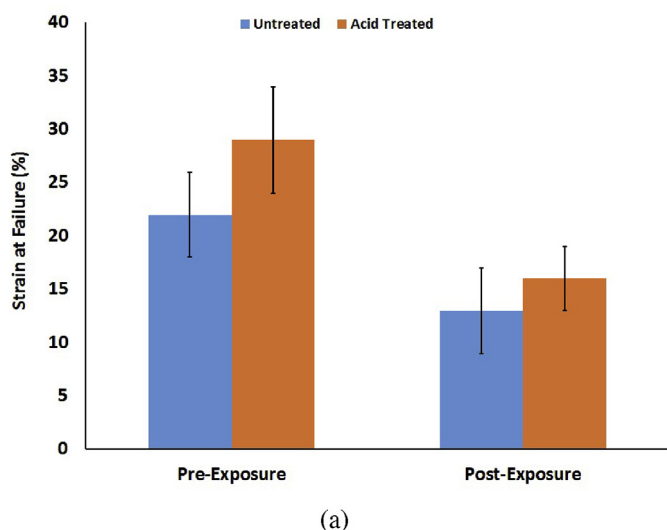 40
Untreated Acid Treated
35
30
25
20
15
10
5
0
Strain at Failure (%)
Pre-Exposure Post-Exposure
(a)